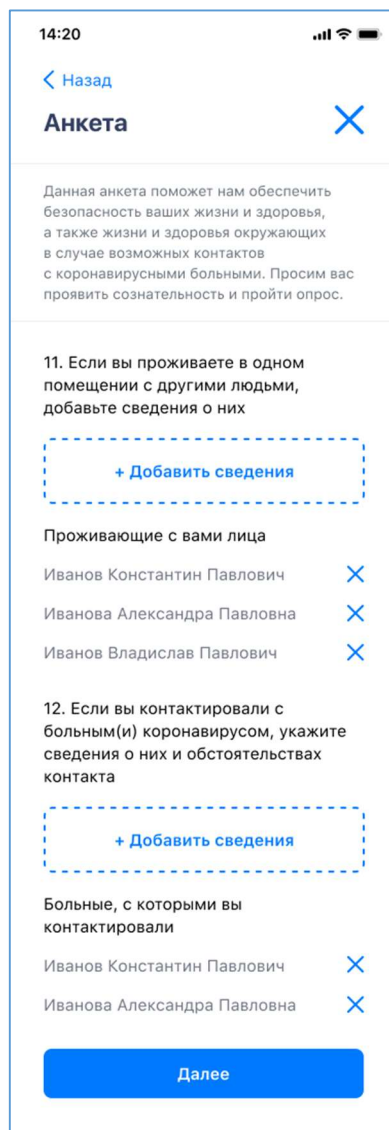 14:20
Назад
Анкета
Данная анкета поможет нам обеспечить
безопасность ваших жизни и здоровья,
а также жизни и здоровья окружающих
в случае возможных контактов
с коронавирусными больными. Просим вас
проявить сознательность и пройти опрос.
11. Если вы проживаете в одном
помещении с другими людьми,
добавьте сведения о них
+ Добавить сведения
Проживающие с вами лица
Иванов Константин Павлович
Иванова Александра Павловна
Иванов Владислав Павлович
12. Если вы контактировали с
больным(и) коронавирусом, укажите
сведения о них и обстоятельствах
контакта
+ Добавить сведения
Больные, с которыми вы
контактировали
Иванов Константин Павлович
Иванова Александра Павловна
Далее